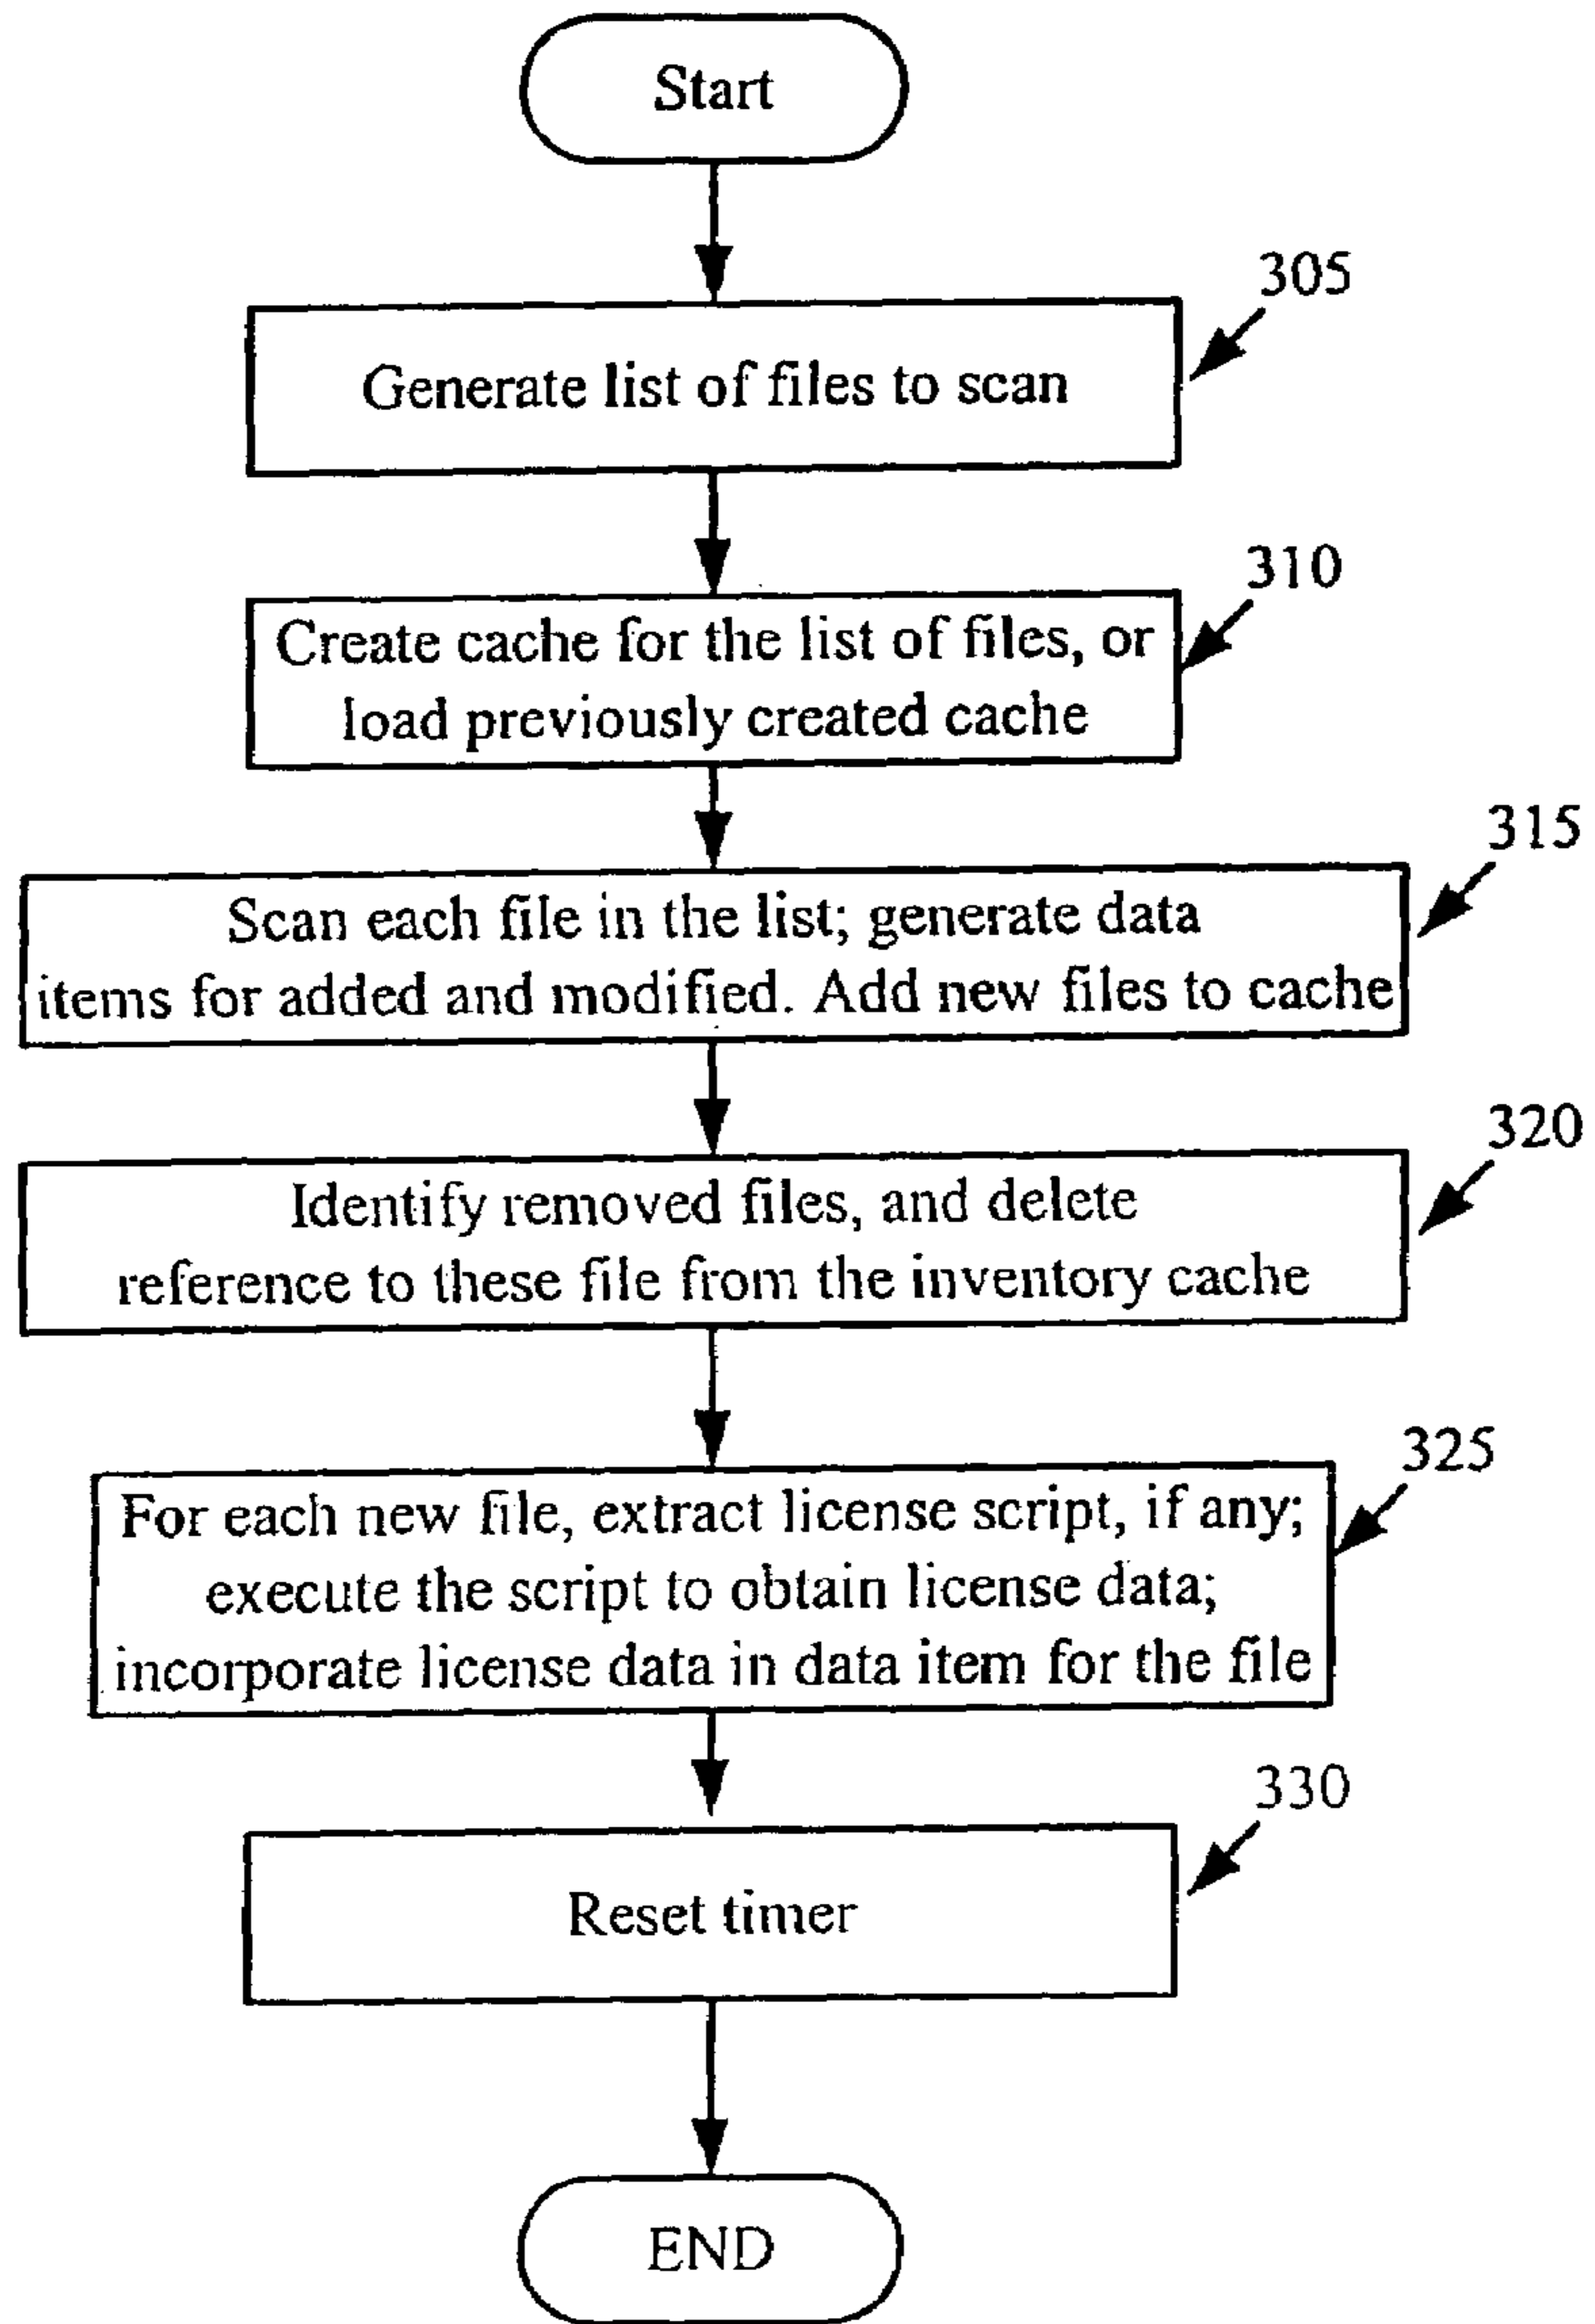 Start
305
Generate list of files to scan
310
Create cache for the list of files, or
load previously created cache
315
Scan each file in the list; generate data
items for added and modified. Add new files to cache
320
Identify removed files, and delete
reference to these file from the inventory cache
325
For each new file, extract license script, if any;
execute the script to obtain license data;
incorporate license data in data item for the file
330
Reset timer
END